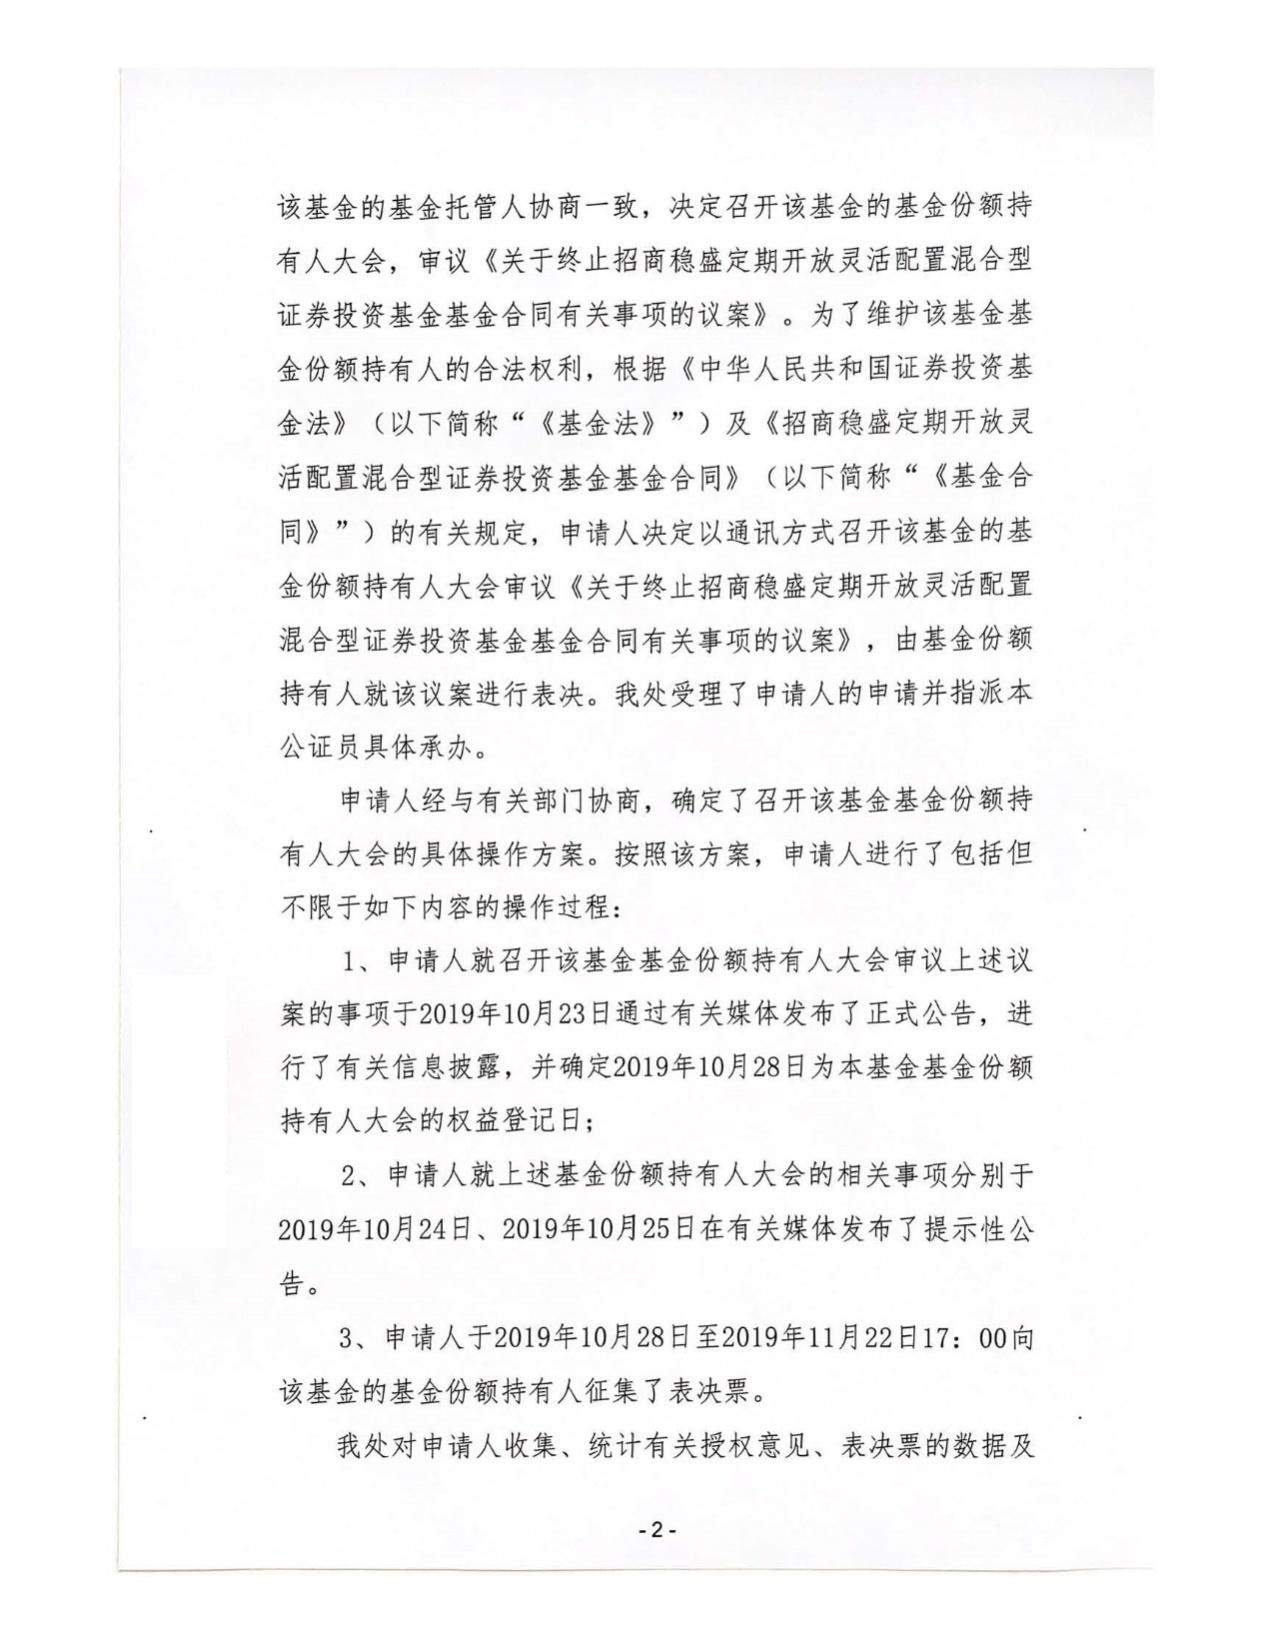 该基金的基金托管人协商一致，决定召开该基金的基金份额持
有人大会，审议《关于终止招商稳盛定期开放灵活配置混合型
证券投资基金基金合同有关事项的议案》。为了维护该基金基
金份额持有人的合法权利，根据《中华人民共和国证券投资基
金法》（以下简称“《基金法》”）及《招商稳盛定期开放灵
活配置混合型证券投资基金基金合同》（以下简称“《基金合
同》”）的有关规定，申请人决定以通讯方式召开该基金的基
金份额持有人大会审议《关于终止招商稳盛定期开放灵活配置
混合型证券投资基金基金合同有关事项的议案》，由基金份额
持有人就该议案进行表决。我处受理了申请人的申请并指派本
公证员具体承办。
申请人经与有关部门协商，确定了召开该基金基金份额持
有人大会的具体操作方案。按照该方案，申请人进行了包括但
不限于如下内容的操作过程：
1、申请人就召开该基金基金份额持有人大会审议上述议
案的事项于2019年10月23日通过有关媒体发布了正式公告，进
行了有关信息披露，并确定2019年10月28日为本基金基金份额
持有人大会的权益登记日；
2、申请人就上述基金份额持有人大会的相关事项分别于
2019年10月24日、2019年10月25日在有关媒体发布了提示性公
告。
3、申请人于2019年10月28日至2019年11月22日17：00向
该基金的基金份额持有人征集了表决票。
我处对申请人收集、统计有关授权意见、表决票的数据及
-2-